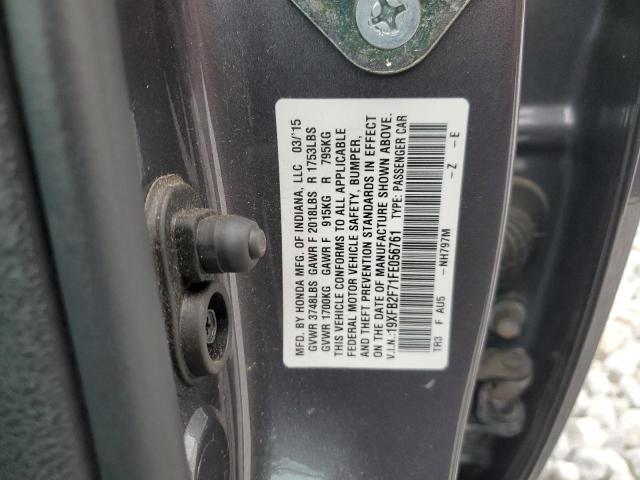 MFD. BY HONDA MFG. OF INDIANA, LLC 03/'15
GVWR 3748LBS GAWR F 2018LBS R 1753LBS
GVWR 1700KG GAWR F 915KG R 795KG
THIS VEHICLE CONFORMS TO ALL APPLICABLE
FEDERAL MOTOR VEHICLE SAFETY, BUMPER,
AND THEFT PREVENTION STANDARDS IN EFFECT
ON THE DATE OF MANUFACTURE SHOWN ABOVE.
V.I.N.:19XFB2F71FE056761 TYPE: PASSENGER CAR
TR3 F AU5 -NH797M -Z -E